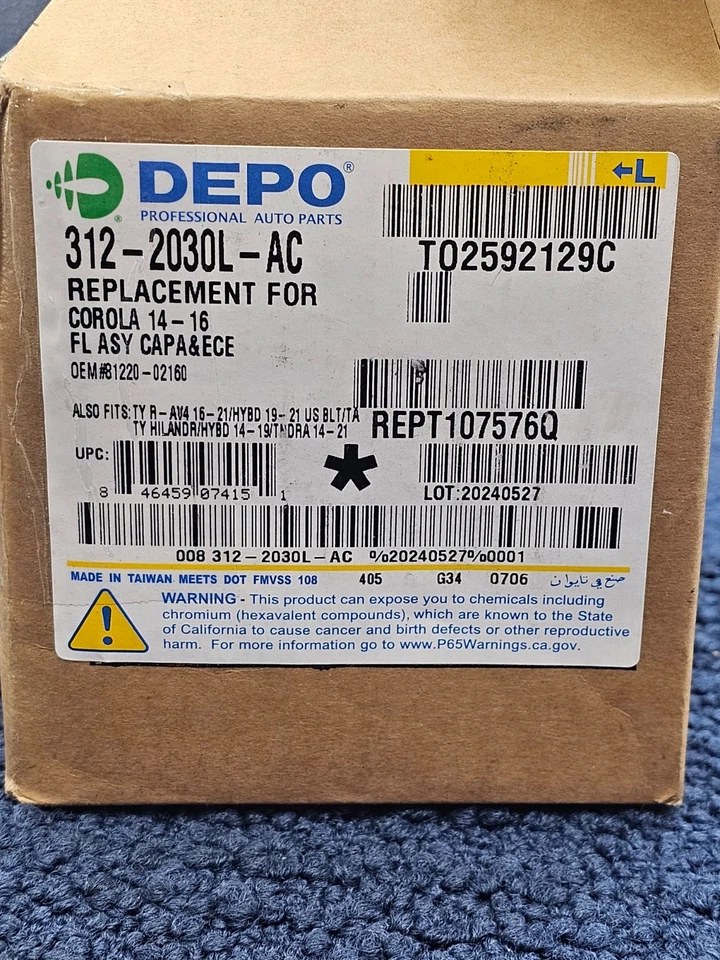 DEPO®
PROFESSIONAL AUTO PARTS
®
←L
312-2030L-AC
TO2592129C
REPLACEMENT FOR
COROLA 14-16
FL ASY CAPA&ECE
OEM#81220-02160
ALSO FITS: TY R-AV4 16-21/HYBD 19-21 US BLT/TA
TY HILANDR/HYBD 14-19/TNDRA 14-21
REPT107576Q
UPC:
8 46459 07415 1
*
LOT:20240527
008 312-2030L-AC %20240527%0001
MADE IN TAIWAN MEETS DOT FMVSS 108 405 G34 0706 صنع في تايوان
WARNING - This product can expose you to chemicals including
chromium (hexavalent compounds), which are known to the State
of California to cause cancer and birth defects or other reproductive
harm. For more information go to www.P65Warnings.ca.gov.